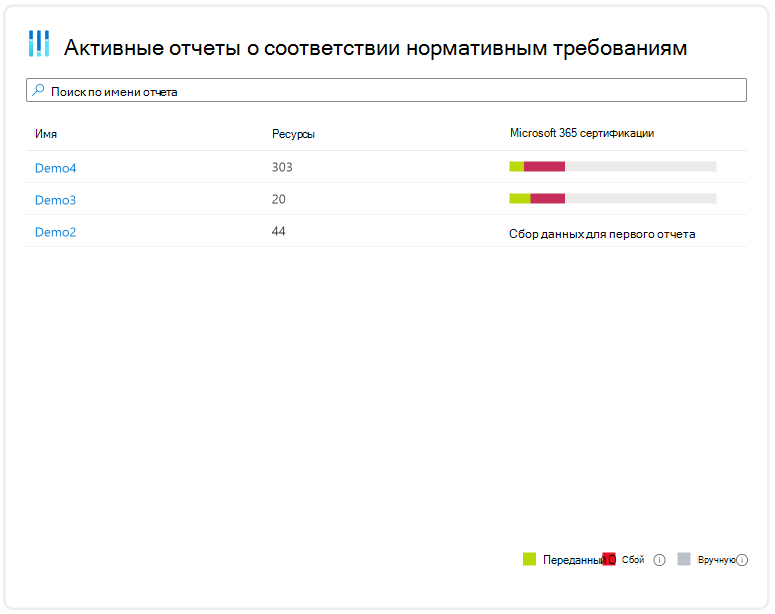 Активные отчеты о соответствии нормативным требованиям
Поиск по имени отчета
Имя Ресурсы Microsoft 365 сертификации
Demo4 303
Demo3 20
Demo2 44 Сбор данных для первого отчета
Переданный Сбой Вручную